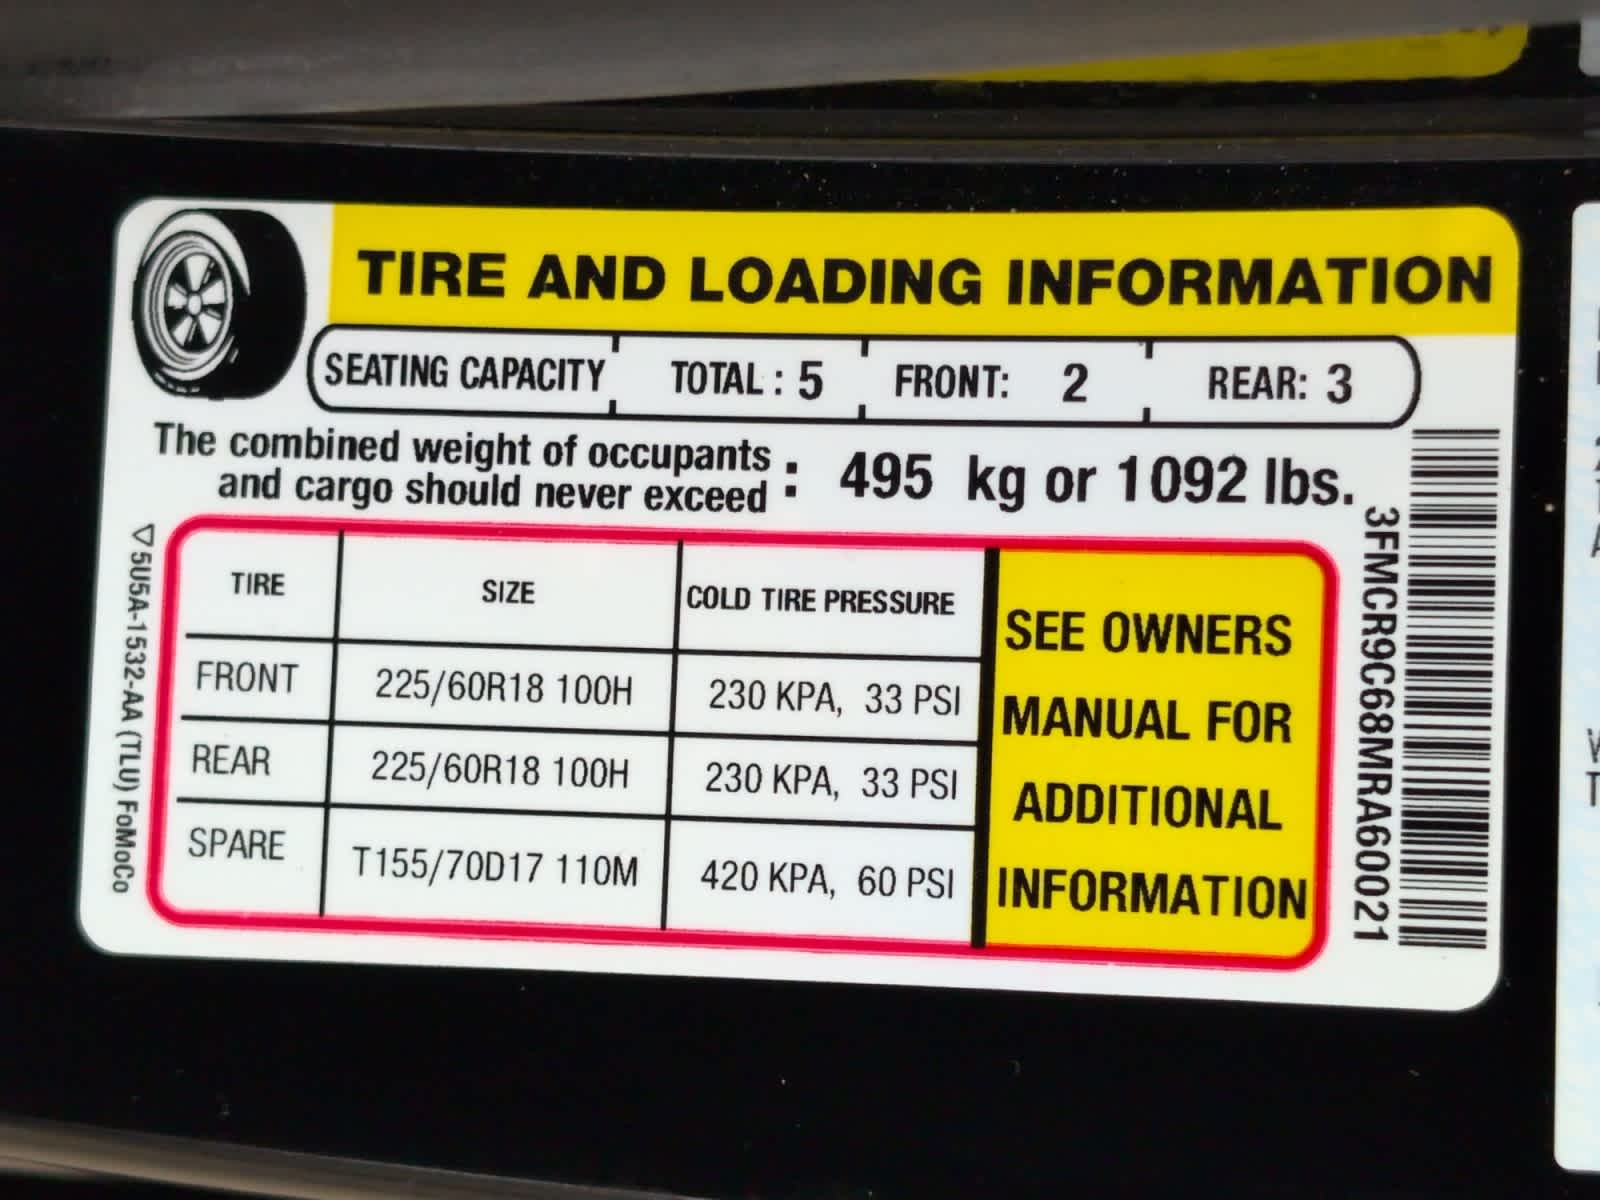 TIRE AND LOADING INFORMATION
SEATING CAPACITY TOTAL : 5 FRONT: 2 REAR: 3
The combined weight of occupants
and cargo should never exceed : 495 kg or 1092 lbs.
TIRE SIZE COLD TIRE PRESSURE
FRONT 225/60R18 100H 230 KPA, 33 PSI
REAR 225/60R18 100H 230 KPA, 33 PSI
SPARE T155/70D17 110M 420 KPA, 60 PSI
SEE OWNERS
MANUAL FOR
ADDITIONAL
INFORMATION
3FMCR9C68MRA60021
5U5A-1532-AA (TLU) FoMoCo